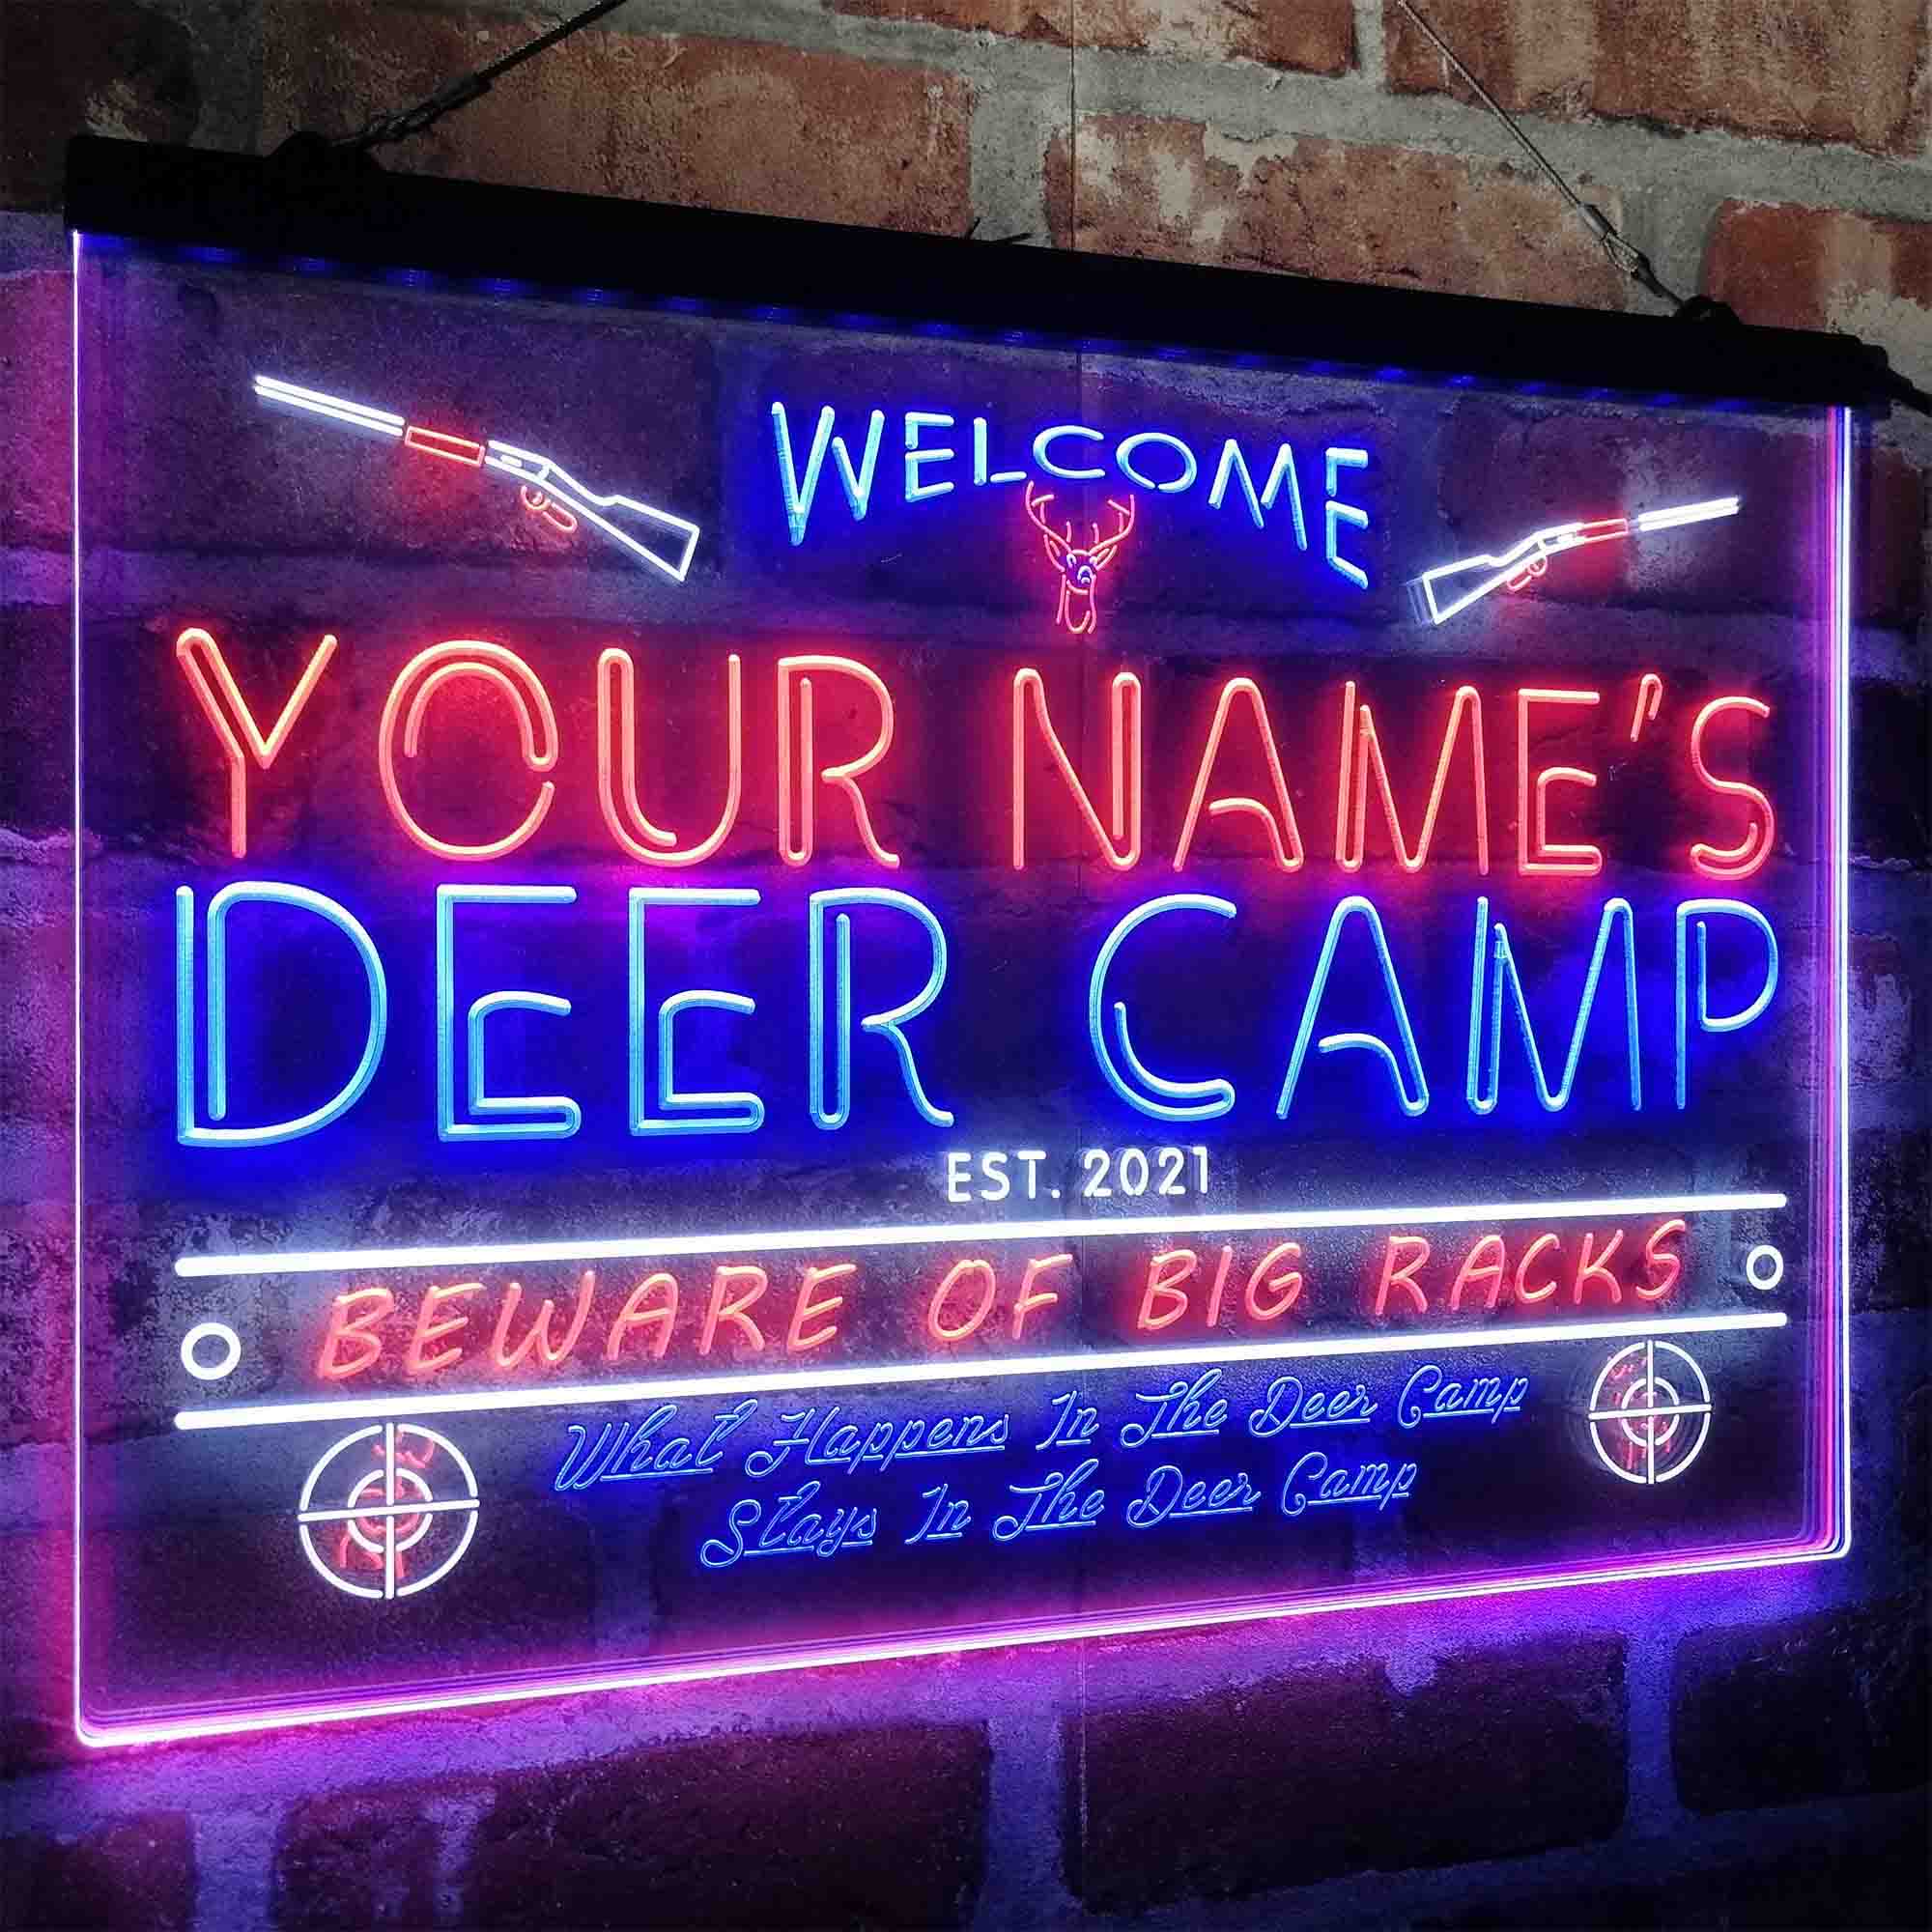 WELCOME
YOUR NAME'S
DEER CAMP
EST. 2021
BEWARE OF BIG RACKS
What Happens In The Deer Camp
Stays In The Deer Camp